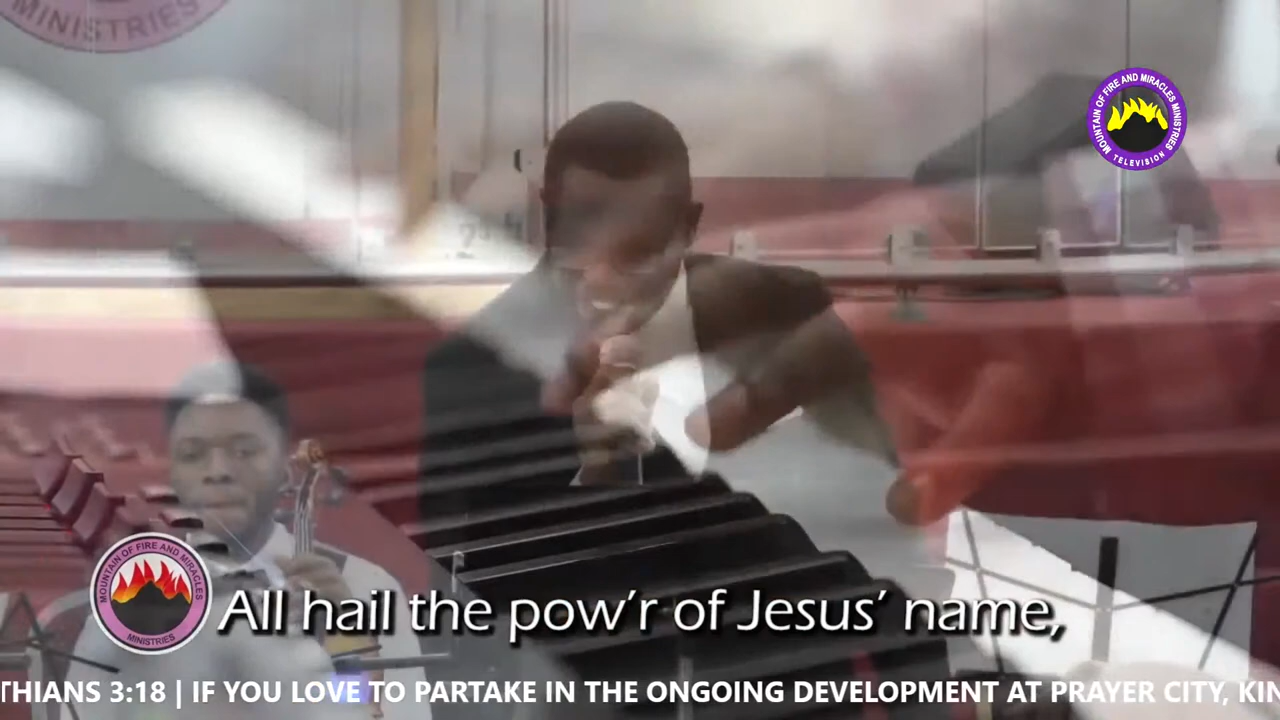 MINISTRIES
MOUNTAIN OF FIRE AND MIRACLES MINISTRIES
TELEVISION
MOUNTAIN OF FIRE AND MIRACLES
MINISTRIES
All hail the pow’r of Jesus’ name,
THIANS 3:18 | IF YOU LOVE TO PARTAKE IN THE ONGOING DEVELOPMENT AT PRAYER CITY, KIN